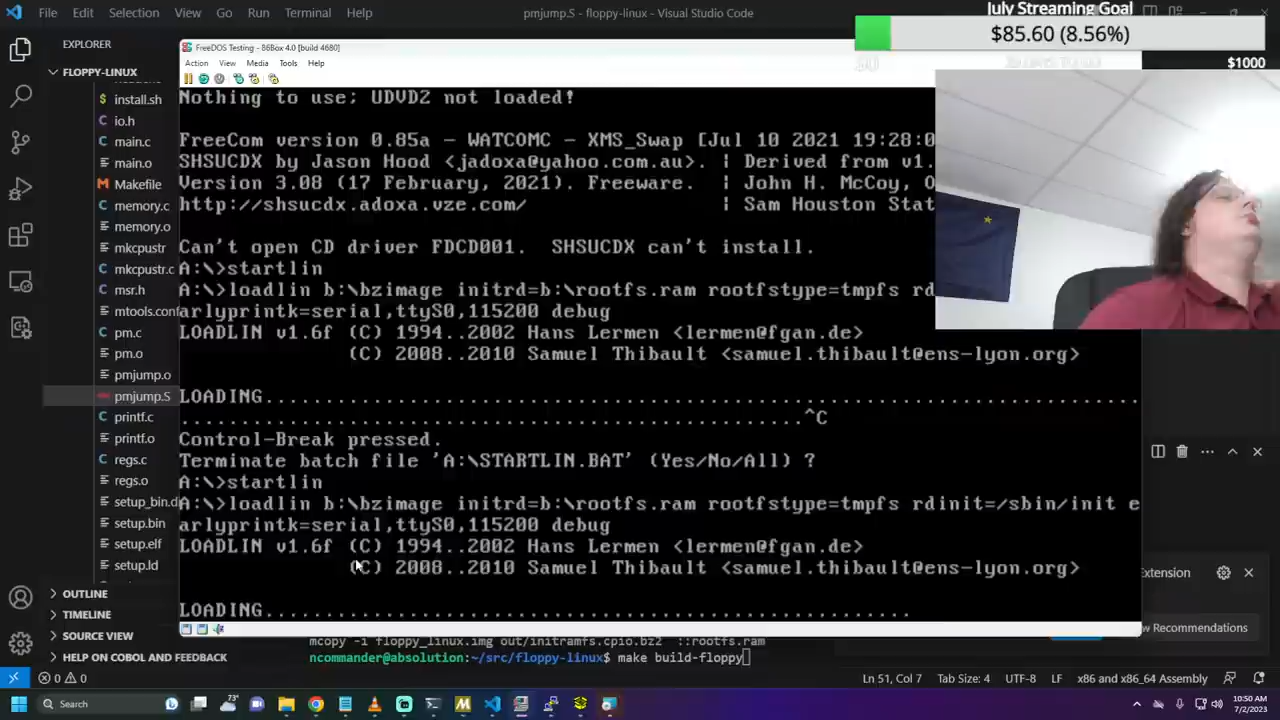 File Edit Selection View Go Run Terminal Help
pmjump.S - floppy-linux - Visual Studio Code
July Streaming Goal
$85.60 (8.56%)
$1000
EXPLORER
FLOPPY-LINUX
install.sh
io.h
main.c
main.o
Makefile
memory.c
memory.o
mkcpustr
mkcpustr.c
msr.h
mtools.conf
pm.c
pm.o
pmjump.o
pmjump.S
printf.c
printf.o
regs.c
regs.o
setup_bin.d
setup.bin
setup.elf
setup.ld
OUTLINE
TIMELINE
SOURCE VIEW
HELP ON COBOL AND FEEDBACK
FreeDOS Testing - 86Box 4.0 [build 4680]
Action View Media Tools Help
Nothing to use; UDVD2 not loaded!
FreeCom version 0.85a - WATCOMC - XMS_Swap [Jul 10 2021 19:28:0
SHSUCDX by Jason Hood <jadoxa@yahoo.com.au>. | Derived from v1.
Version 3.08 (17 February, 2021). Freeware. | John H. McCoy, O
http://shsucdx.adoxa.vze.com/ | Sam Houston Stat
Can't open CD driver FDCD001. SHSUCDX can't install.
A:\>startlin
A:\>loadlin b:\bzimage initrd=b:\rootfs.ram rootfstype=tmpfs rd
arlyprintk=serial,ttyS0,115200 debug
LOADLIN v1.6f (C) 1994..2002 Hans Lermen <lermen@fgan.de>
(C) 2008..2010 Samuel Thibault <samuel.thibault@ens-lyon.org>
LOADING..........................................................................
..........................................................^C
Control-Break pressed.
Terminate batch file 'A:\STARTLIN.BAT' (Yes/No/All) ?
A:\>startlin
A:\>loadlin b:\bzimage initrd=b:\rootfs.ram rootfstype=tmpfs rdinit=/sbin/init e
arlyprintk=serial,ttyS0,115200 debug
LOADLIN v1.6f (C) 1994..2002 Hans Lermen <lermen@fgan.de>
(C) 2008..2010 Samuel Thibault <samuel.thibault@ens-lyon.org>
LOADING............................................................
mcopy -i floppy_linux.img out/initramfs.cpio.bz2 ::rootfs.ram
ncommander@absolution:~/src/floppy-linux$ make build-floppy
Extension
w Recommendations
0 0
Ln 51, Col 7 Tab Size: 4 UTF-8 LF x86 and x86_64 Assembly
Search
73°
10:50 AM
7/2/2023